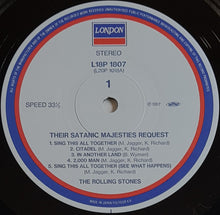 LONDON
STEREO
L18P 1807
(L20P 1018A)
1
SPEED 33⅓
℗ 1967
THEIR SATANIC MAJESTIES REQUEST
1. SING THIS ALL TOGETHER (M. Jagger, K. Richard)
2. CITADEL (M. Jagger, K. Richard)
3. IN ANOTHER LAND (B. Wyman)
4. 2,000 MAN (M. Jagger, K. Richard)
5. SING THIS ALL TOGETHER (SEE WHAT HAPPENS)
(M. Jagger, K. Richard)
THE ROLLING STONES